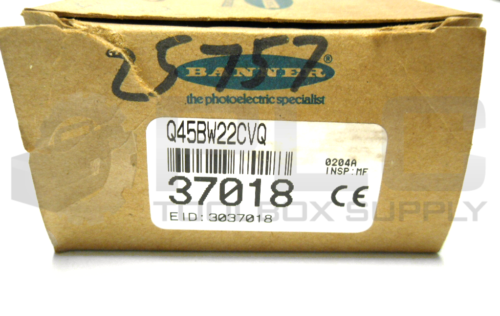 25757
BANNER ®
the photoelectric specialist
Q45BW22CVQ
0204A
INSP:MF
37018 CE
EID:3037018
TOOLBOX SUPPLY